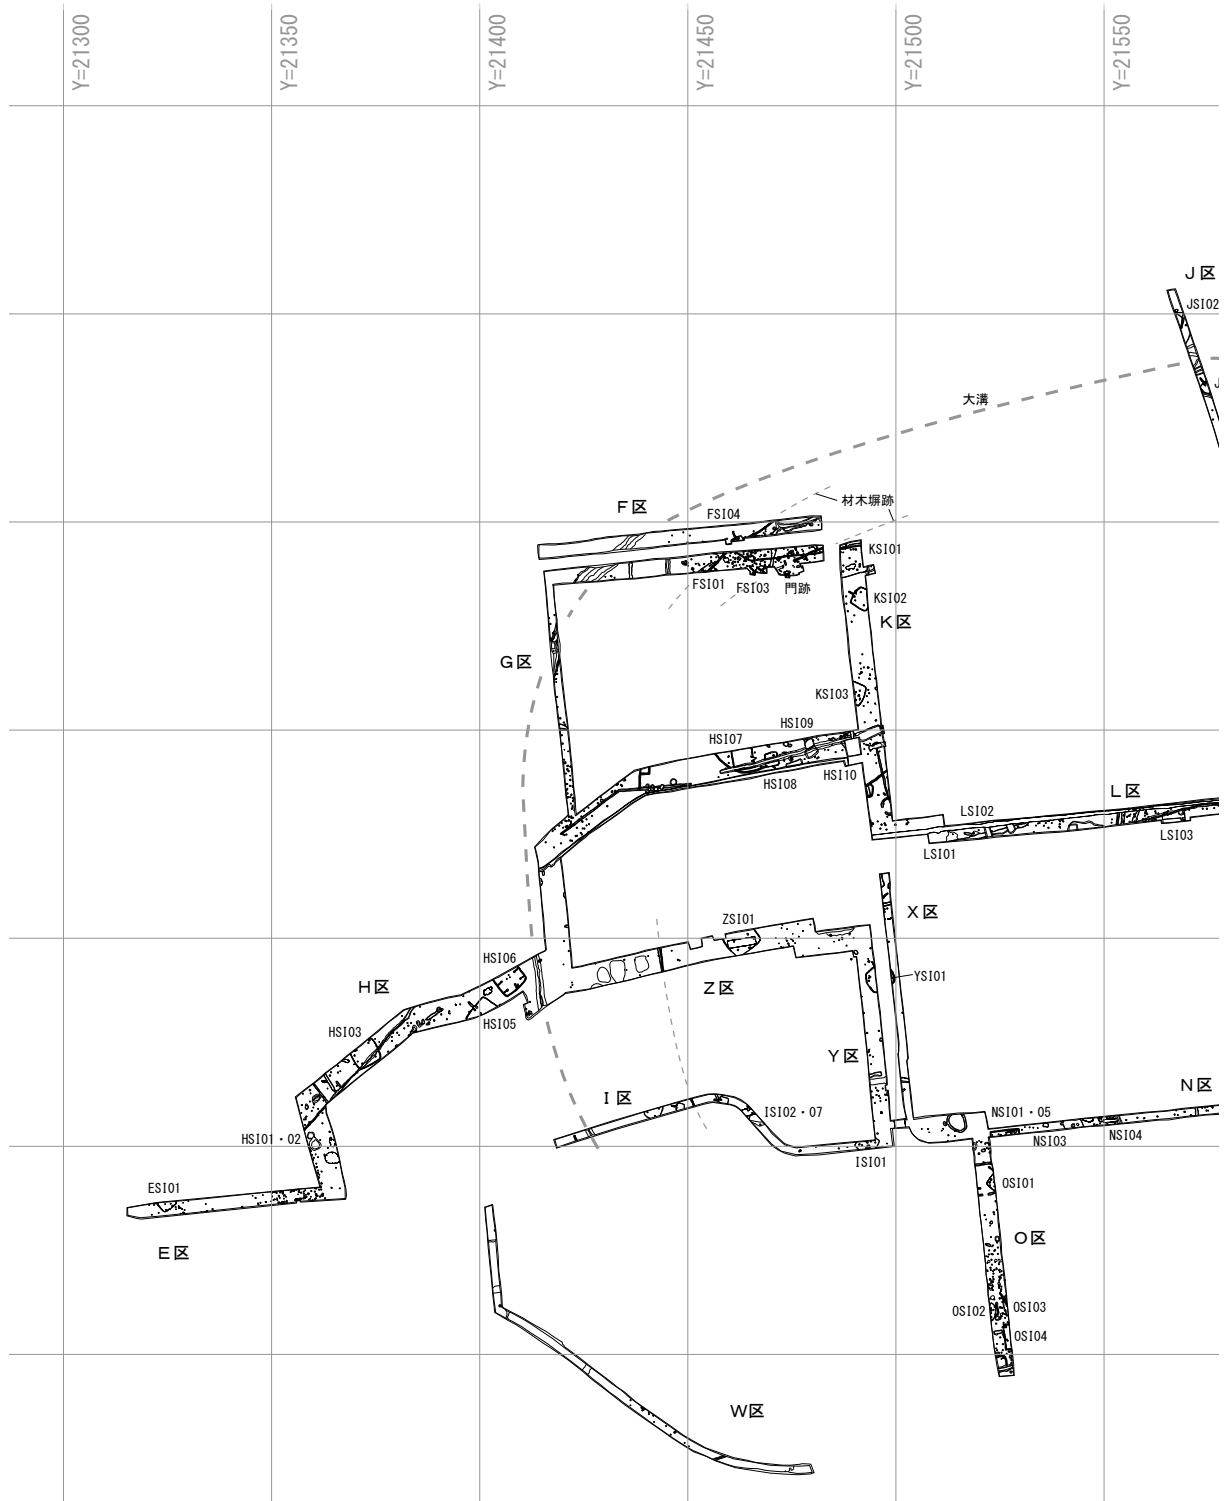 Y=21300
Y=21350
Y=21400
Y=21450
Y=21500
Y=21550
J区
JSI02
J
大溝
材木塀跡
F区
FSI04
KSI01
FSI01
FSI03
門跡
KSI02
K区
G区
KSI03
HSI09
HSI07
HSI08
HSI10
L区
LSI02
LSI01
LSI03
X区
ZSI01
HSI06
YSI01
H区
Z区
HSI05
HSI03
Y区
I区
N区
ISI02・07
NSI01・05
HSI01・02
NSI03
NSI04
ISI01
ESI01
OSI01
E区
O区
OSI02
OSI03
OSI04
W区